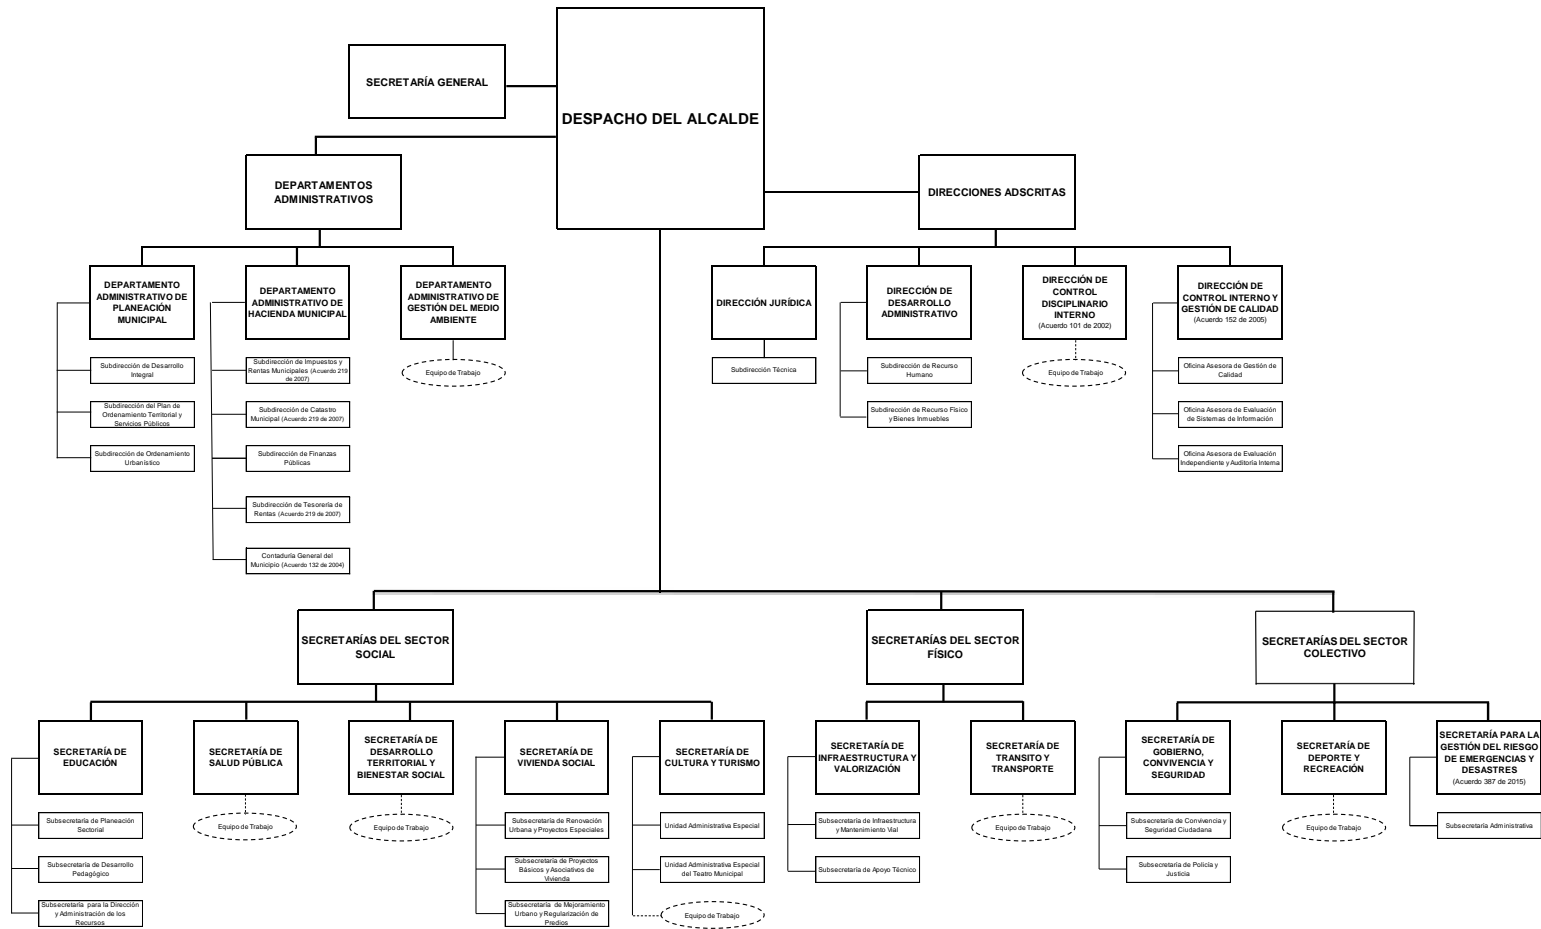 SECRETARÍA GENERAL
DESPACHO DEL ALCALDE
DEPARTAMENTOS
ADMINISTRATIVOS
DIRECCIONES ADSCRITAS
DEPARTAMENTO
ADMINISTRATIVO DE
PLANEACIÓN
MUNICIPAL
DEPARTAMENTO
ADMINISTRATIVO DE
HACIENDA MUNICIPAL
DEPARTAMENTO
ADMINISTRATIVO DE
GESTIÓN DEL MEDIO
AMBIENTE
DIRECCIÓN JURÍDICA
DIRECCIÓN DE
DESARROLLO
ADMINISTRATIVO
DIRECCIÓN DE
CONTROL
DISCIPLINARIO
INTERNO
(Acuerdo 101 de 2002)
DIRECCIÓN DE
CONTROL INTERNO Y
GESTIÓN DE CALIDAD
(Acuerdo 152 de 2005)
Subdirección de Desarrollo
Integral
Subdirección del Plan de
Ordenamiento Territorial y
Servicios Públicos
Subdirección de Ordenamiento
Urbanístico
Subdirección de Impuestos y
Rentas Municipales (Acuerdo 219
de 2007)
Subdirección de Catastro
Municipal (Acuerdo 219 de 2007)
Subdirección de Finanzas
Públicas
Subdirección de Tesorería de
Rentas (Acuerdo 219 de 2007)
Contaduría General del
Municipio (Acuerdo 132 de 2004)
Equipo de Trabajo
Subdirección Técnica
Subdirección de Recurso
Humano
Subdirección de Recurso Físico
y Bienes Inmuebles
Equipo de Trabajo
Oficina Asesora de Gestión de
Calidad
Oficina Asesora de Evaluación
de Sistemas de Información
Oficina Asesora de Evaluación
Independiente y Auditoría Interna
SECRETARÍAS DEL SECTOR
SOCIAL
SECRETARÍAS DEL SECTOR
FÍSICO
SECRETARÍAS DEL SECTOR
COLECTIVO
SECRETARÍA DE
EDUCACIÓN
SECRETARÍA DE
SALUD PÚBLICA
SECRETARÍA DE
DESARROLLO
TERRITORIAL Y
BIENESTAR SOCIAL
SECRETARÍA DE
VIVIENDA SOCIAL
SECRETARÍA DE
CULTURA Y TURISMO
SECRETARÍA DE
INFRAESTRUCTURA Y
VALORIZACIÓN
SECRETARÍA DE
TRANSITO Y
TRANSPORTE
SECRETARÍA DE
GOBIERNO,
CONVIVENCIA Y
SEGURIDAD
SECRETARÍA DE
DEPORTE Y
RECREACIÓN
SECRETARÍA PARA LA
GESTIÓN DEL RIESGO
DE EMERGENCIAS Y
DESASTRES
(Acuerdo 387 de 2015)
Subsecretaría de Planeación
Sectorial
Subsecretaría de Desarrollo
Pedagógico
Subsecretaría para la Dirección
y Administración de los
Recursos
Equipo de Trabajo
Equipo de Trabajo
Subsecretaría de Renovación
Urbana y Proyectos Especiales
Subsecretaría de Proyectos
Básicos y Asociativos de
Vivienda
Subsecretaría de Mejoramiento
Urbano y Regularización de
Predios
Unidad Administrativa Especial
Unidad Administrativa Especial
del Teatro Municipal
Equipo de Trabajo
Subsecretaría de Infraestructura
y Mantenimiento Vial
Subsecretaría de Apoyo Técnico
Equipo de Trabajo
Subsecretaría de Convivencia y
Seguridad Ciudadana
Subsecretaría de Policía y
Justicia
Equipo de Trabajo
Subsecretaría Administrativa